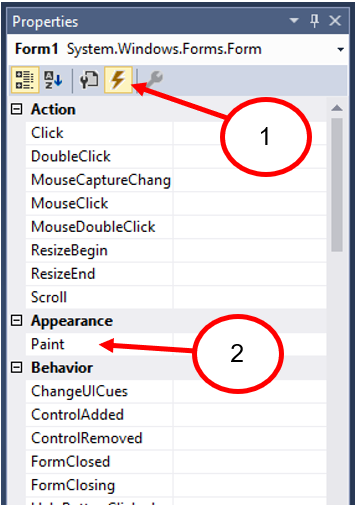 Properties
Form1 System.Windows.Forms.Form
Action
Click
DoubleClick
MouseCaptureChang
MouseClick
MouseDoubleClick
ResizeBegin
ResizeEnd
Scroll
Appearance
Paint
Behavior
ChangeUICues
ControlAdded
ControlRemoved
FormClosed
FormClosing
1
2